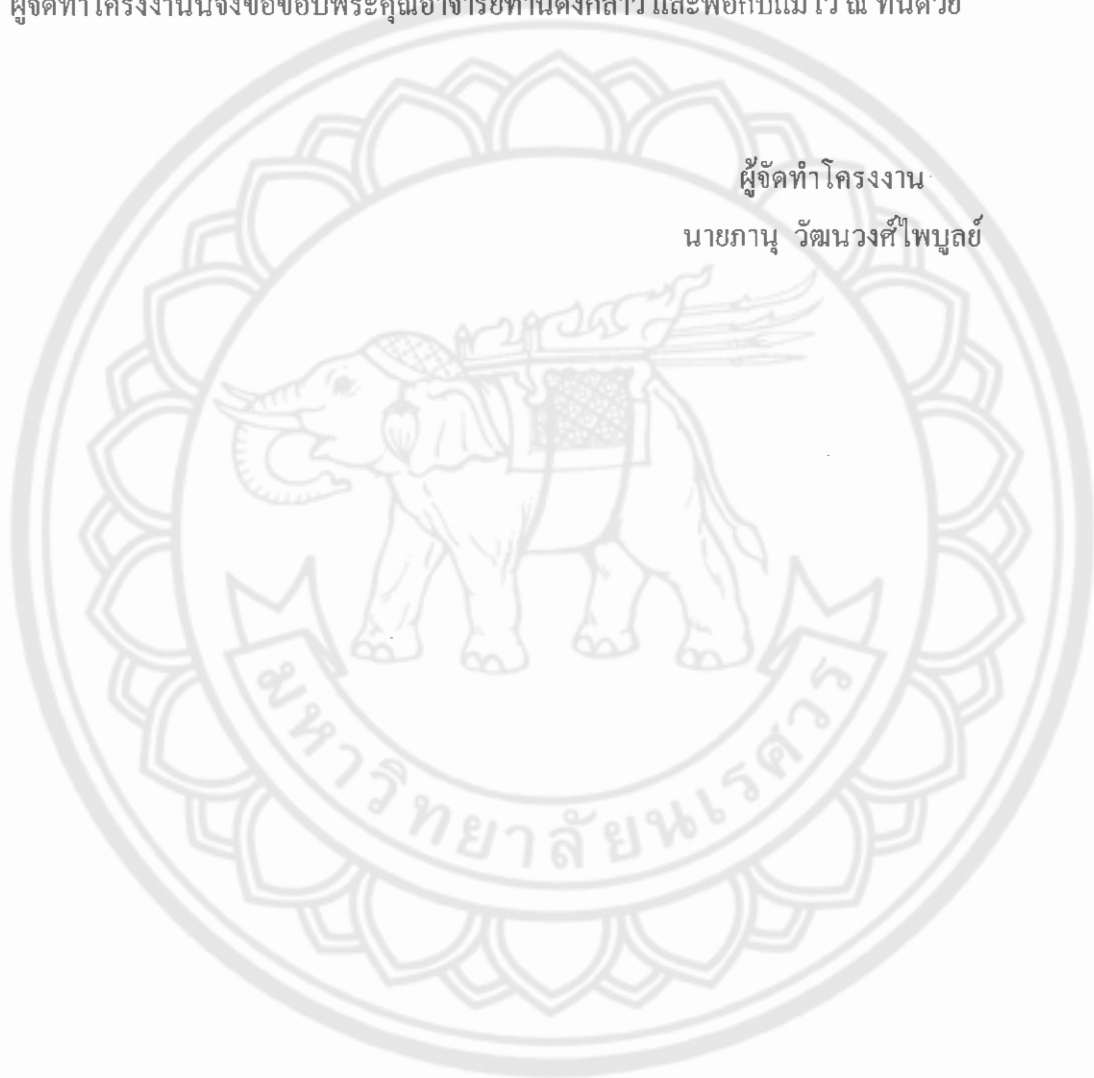 ผู้จัดทำโครงงานนี้จึงขอขอบพระคุณอาจารย์ท่านดังกล่าว และพ่อกับแม่ ไว้ ณ ที่นี้ด้วย
ผู้จัดทำโครงงาน
นายภานุ วัฒนวงศ์ไพบูลย์
มหาวิทยาลัยนเรศวร